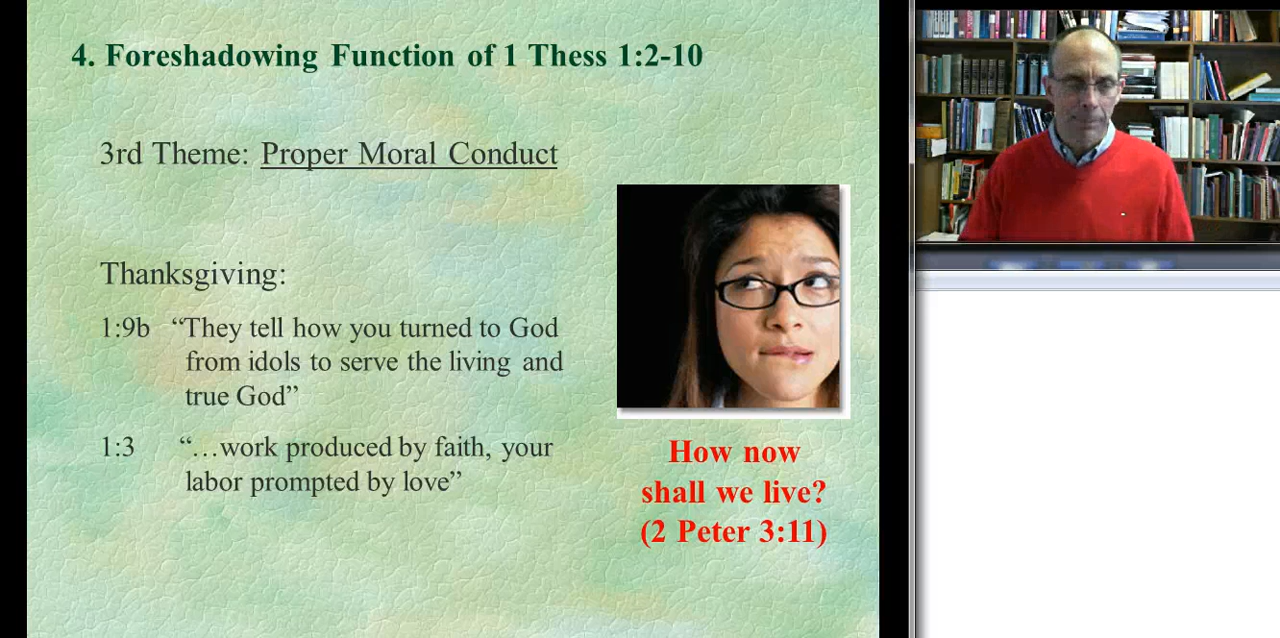 4. Foreshadowing Function of 1 Thess 1:2-10
3rd Theme: Proper Moral Conduct
Thanksgiving:
1:9b “They tell how you turned to God
from idols to serve the living and
true God”
1:3 “…work produced by faith, your
labor prompted by love”
How now
shall we live?
(2 Peter 3:11)